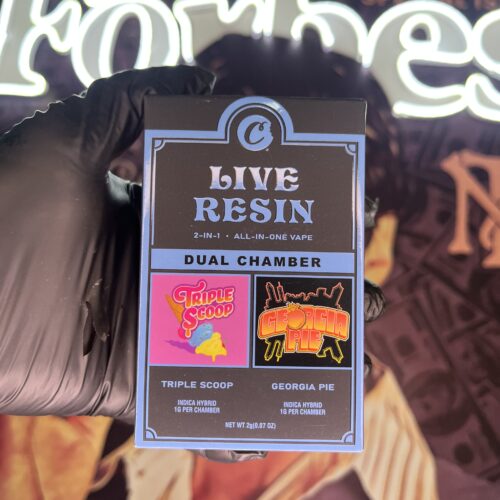 Forbes
C
LIVE
RESIN
2-IN-1 • ALL-IN-ONE VAPE
DUAL CHAMBER
TRIPLE
SCOOP
GEORGIA
PIE
TRIPLE SCOOP
INDICA HYBRID
1G PER CHAMBER
GEORGIA PIE
INDICA HYBRID
1G PER CHAMBER
NET WT.2g(0.07 OZ)